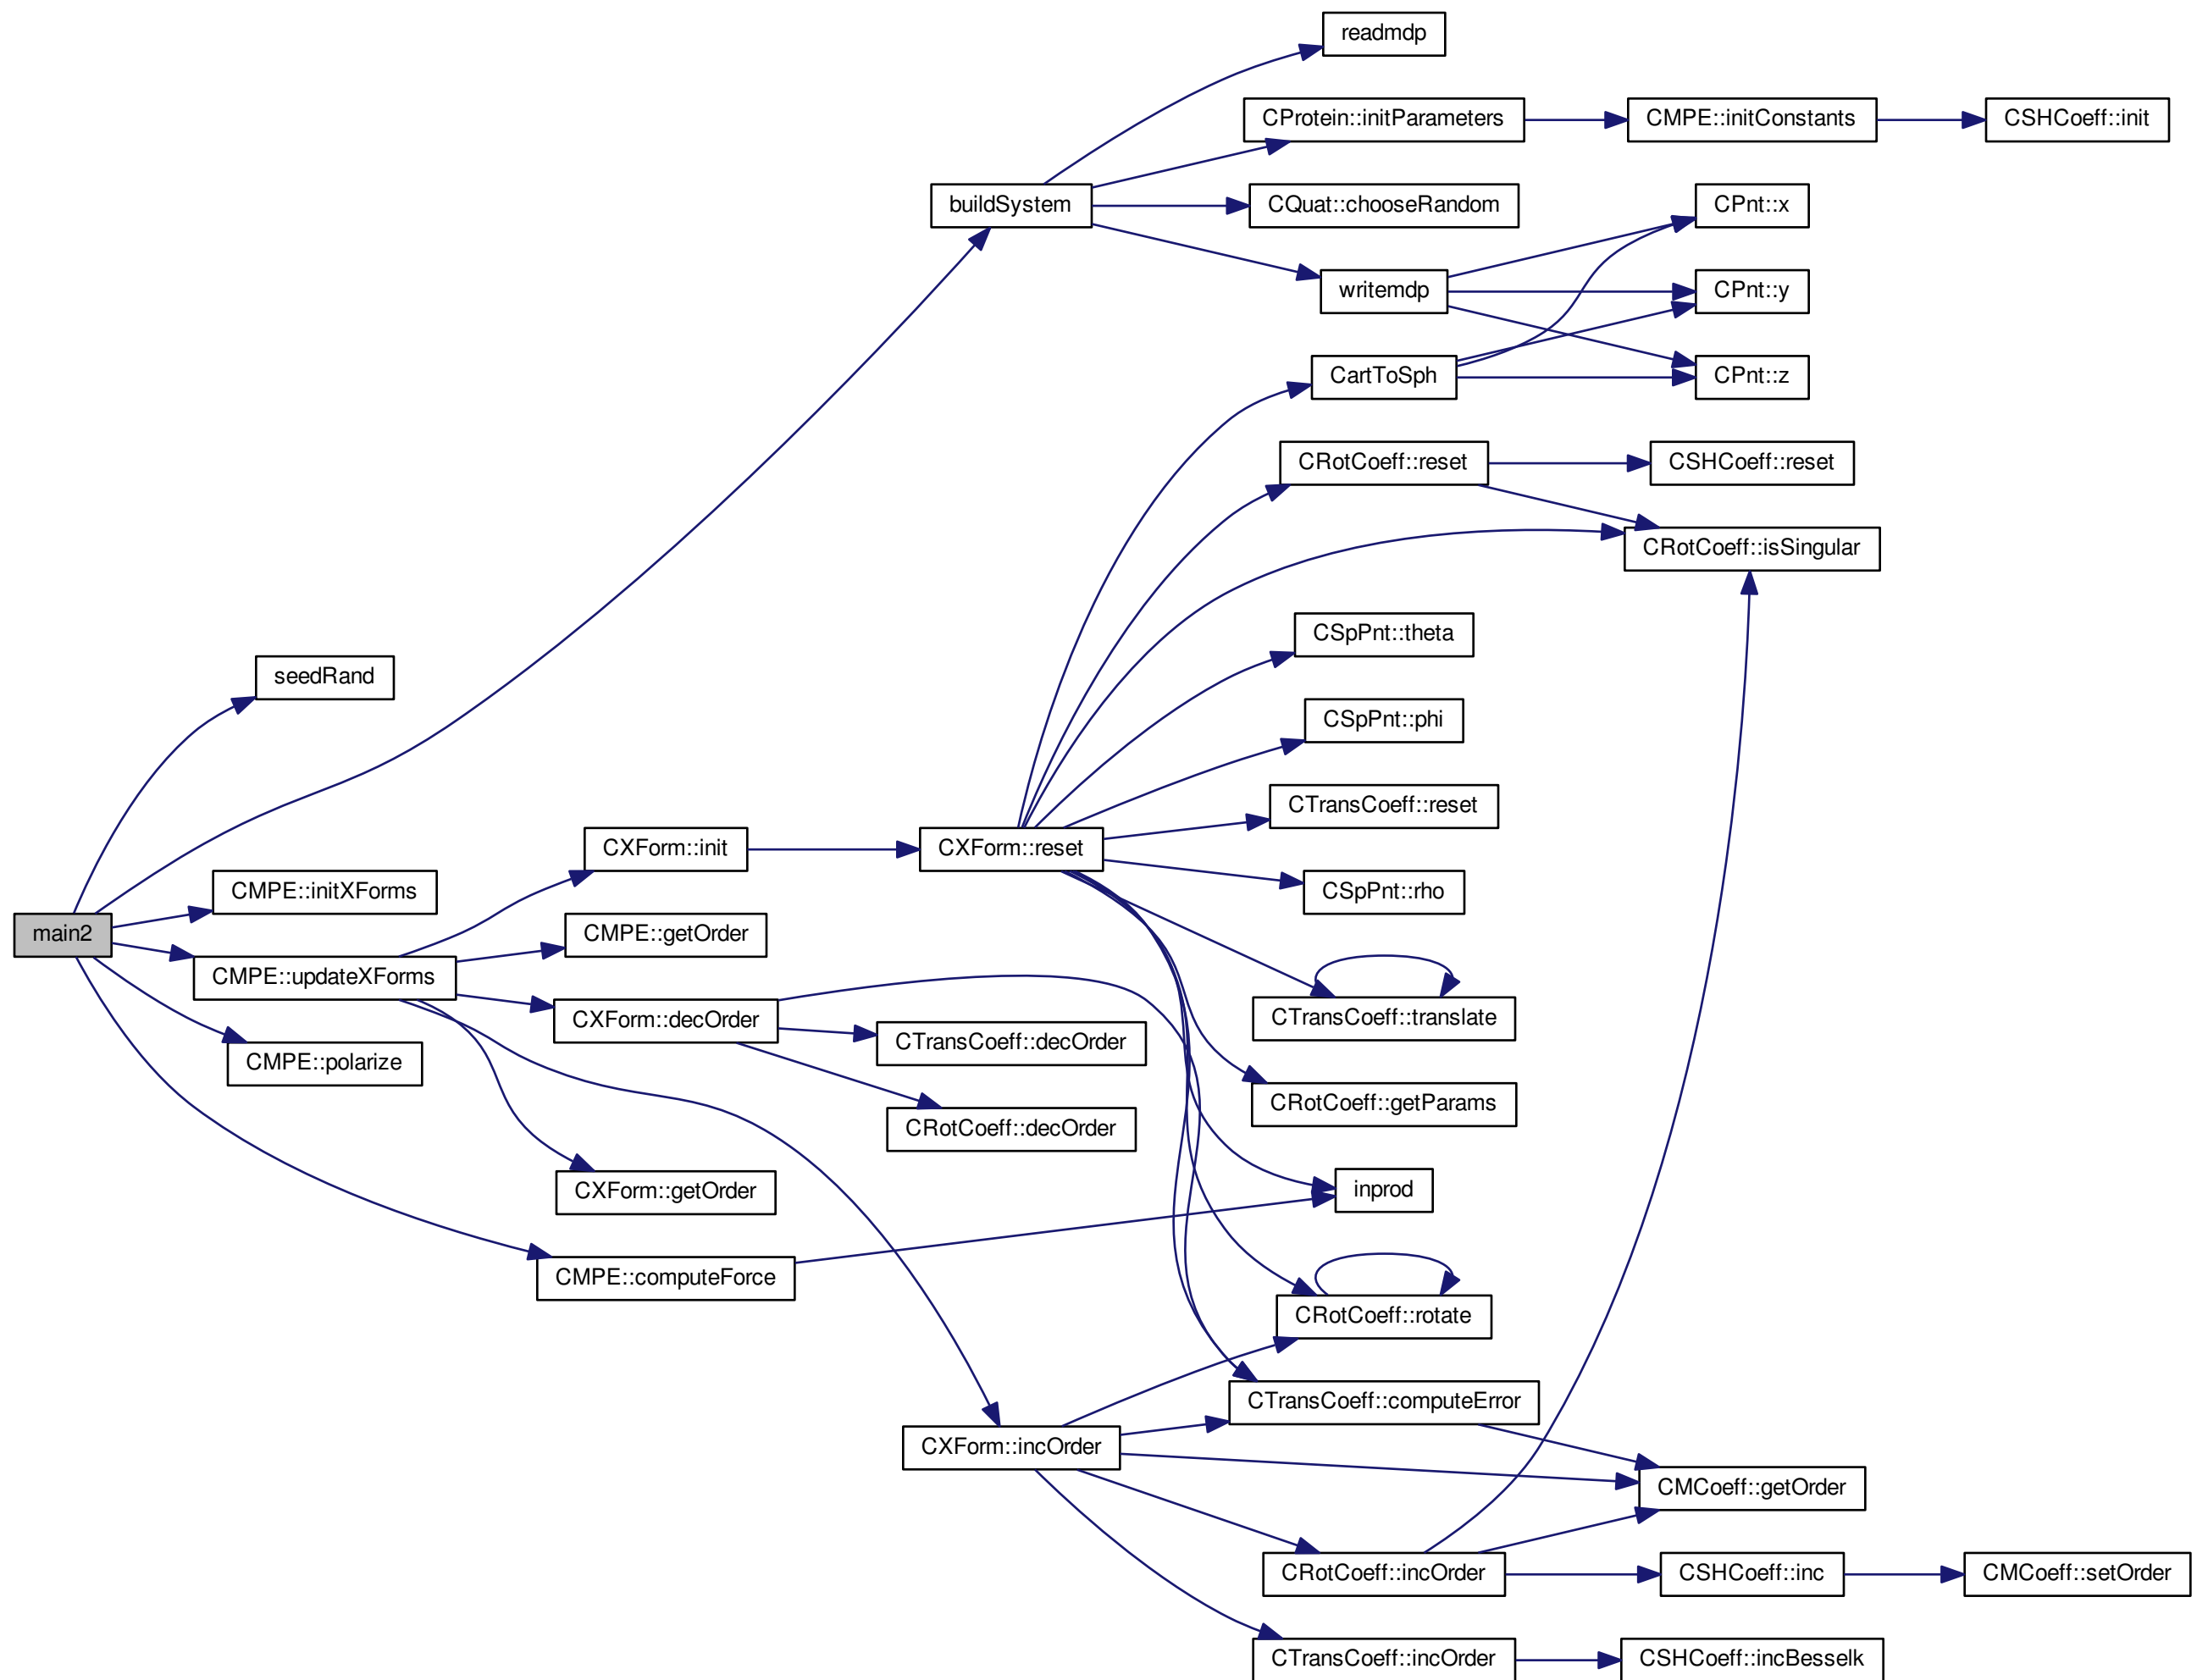 readmdp
CProtein::initParameters
CMPE::initConstants
CSHCoeff::init
buildSystem
CQuat::chooseRandom
CPnt::x
writemdp
CPnt::y
CartToSph
CPnt::z
CRotCoeff::reset
CSHCoeff::reset
CRotCoeff::isSingular
CSpPnt::theta
seedRand
CSpPnt::phi
CTransCoeff::reset
CXForm::init
CXForm::reset
CMPE::initXForms
CSpPnt::rho
main2
CMPE::getOrder
CMPE::updateXForms
CXForm::decOrder
CTransCoeff::translate
CTransCoeff::decOrder
CMPE::polarize
CRotCoeff::getParams
CRotCoeff::decOrder
CXForm::getOrder
inprod
CMPE::computeForce
CRotCoeff::rotate
CTransCoeff::computeError
CXForm::incOrder
CMCoeff::getOrder
CRotCoeff::incOrder
CSHCoeff::inc
CMCoeff::setOrder
CTransCoeff::incOrder
CSHCoeff::incBesselk